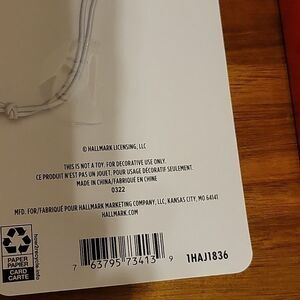 © HALLMARK LICENSING, LLC
THIS IS NOT A TOY. FOR DECORATIVE USE ONLY.
CE PRODUIT N'EST PAS UN JOUET. POUR USAGE DÉCORATIF SEULEMENT.
MADE IN CHINA/FABRIQUÉ EN CHINE
0322
MFD. FOR/FABRIQUÉ POUR HALLMARK MARKETING COMPANY, LLC, KANSAS CITY, MO 64141
HALLMARK.COM
how2recycle.info
PAPER
PAPIER
CARD
CARTE
7 63795 73413 9
1HAJ1836